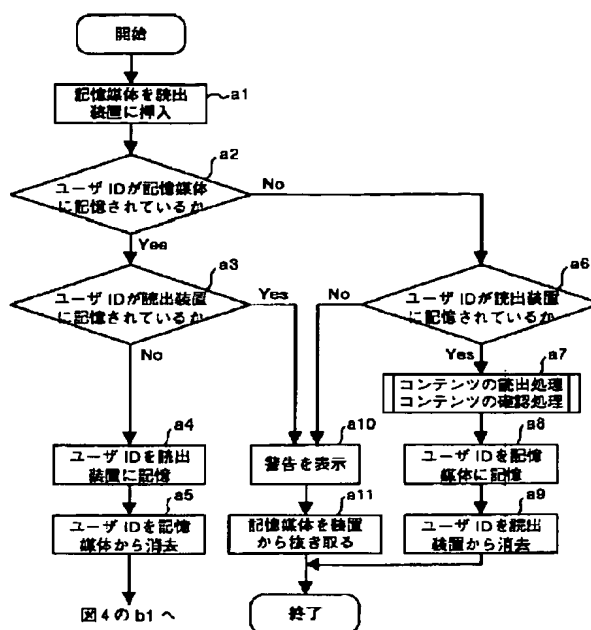 開始
記憶媒体を読出
装置に挿入
a1
a2
ユーザ IDが記憶媒体
に記憶されているか
No
Yes
a3
ユーザ IDが読出装置
に記憶されているか
Yes
No
a6
ユーザ IDが読出装置
に記憶されているか
No
Yes
a7
コンテンツの読出処理
コンテンツの確認処理
a4
ユーザ IDを読出
装置に記憶
a10
警告を表示
a8
ユーザ IDを記憶
媒体に記憶
a5
ユーザ IDを記憶
媒体から消去
a11
記憶媒体を装置
から抜き取る
a9
ユーザ IDを読出
装置から消去
図4の b1 へ
終了